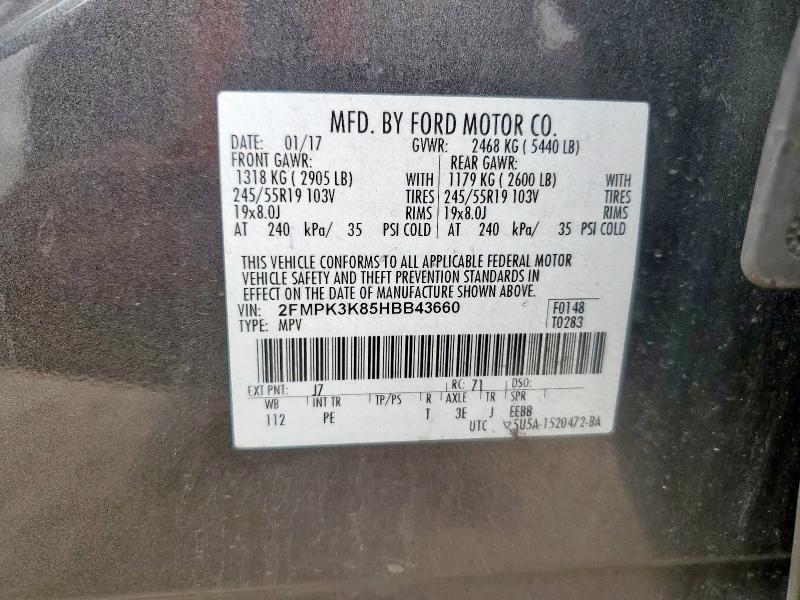 MFD. BY FORD MOTOR CO.
DATE: 01/17 GVWR: 2468 KG ( 5440 LB)
FRONT GAWR: REAR GAWR:
1318 KG ( 2905 LB) WITH 1179 KG ( 2600 LB) WITH
245/55R19 103V TIRES 245/55R19 103V TIRES
19x8.0J RIMS 19x8.0J RIMS
AT 240 kPa/ 35 PSI COLD AT 240 kPa/ 35 PSI COLD
THIS VEHICLE CONFORMS TO ALL APPLICABLE FEDERAL MOTOR
VEHICLE SAFETY AND THEFT PREVENTION STANDARDS IN
EFFECT ON THE DATE OF MANUFACTURE SHOWN ABOVE.
VIN: 2FMPK3K85HBB43660 F0148
TYPE: MPV T0283
EXT PNT: J7 RC: 71 DSO:
WB INT TR TP/PS R AXLE TR SPR
112 PE T 3E J EEBB
UTC ▽5U5A-1520472-BA